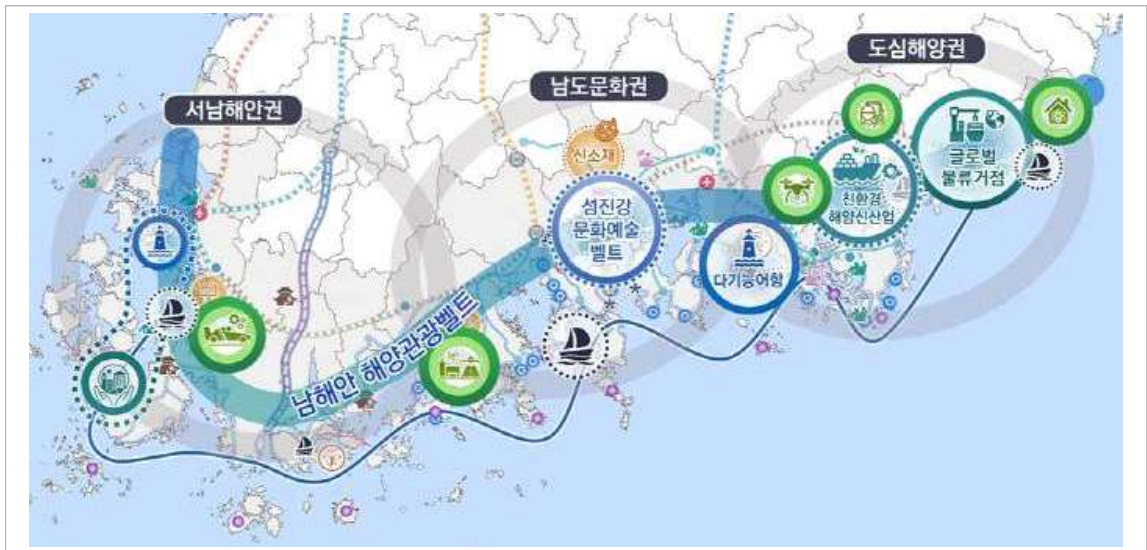 도심해양권
남도문화권
서남해안권
글로벌
물류거점
신소재
친환경
해양신산업
섬진강
문화예술
벨트
다기능어항
남해안 해양관광벨트